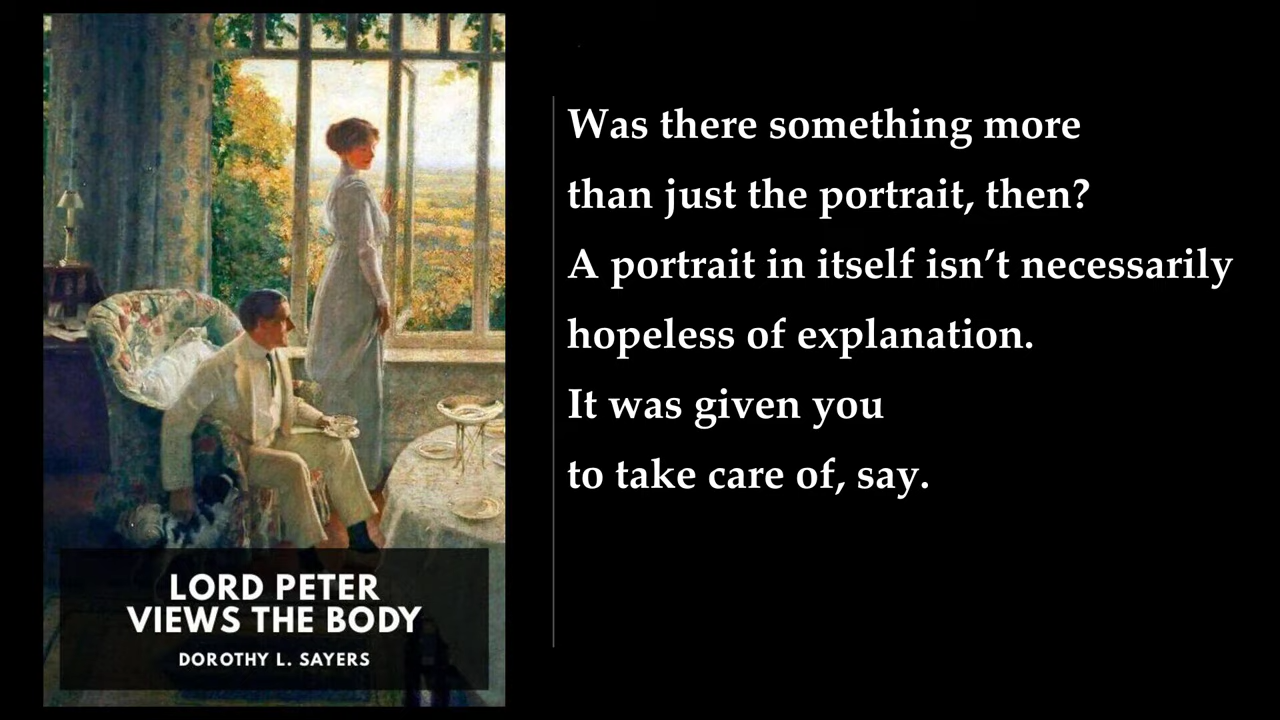 LORD PETER
VIEWS THE BODY
DOROTHY L. SAYERS
Was there something more
than just the portrait, then?
A portrait in itself isn’t necessarily
hopeless of explanation.
It was given you
to take care of, say.